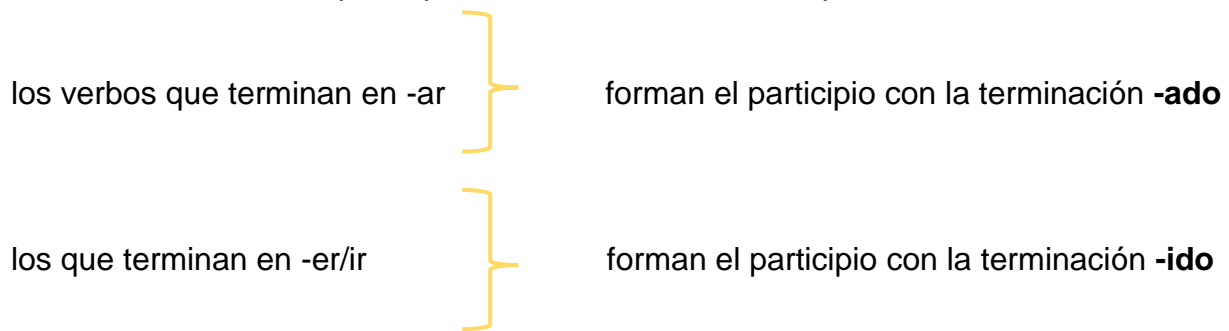 los verbos que terminan en -ar forman el participio con la terminación -ado
los que terminan en -er/ir forman el participio con la terminación -ido